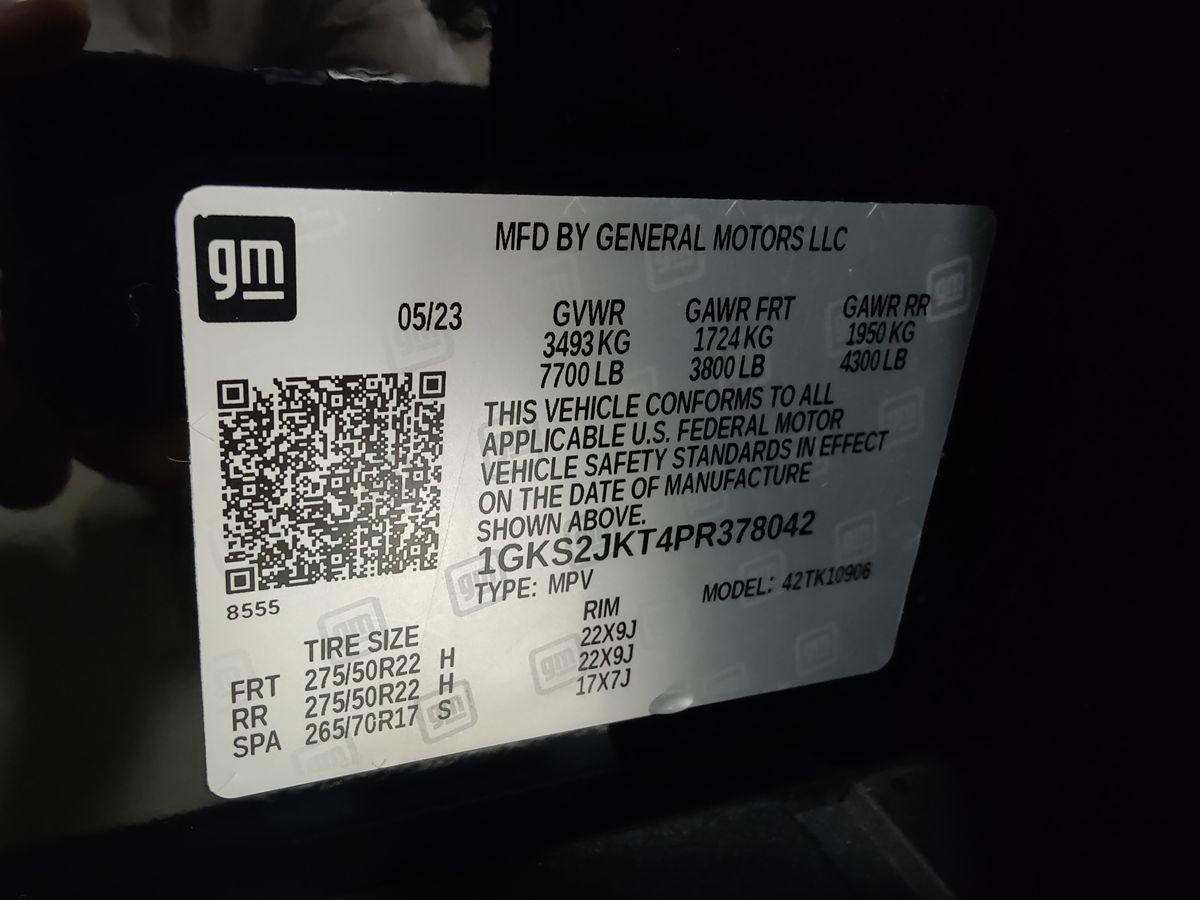 gm
MFD BY GENERAL MOTORS LLC
05/23 GVWR GAWR FRT GAWR RR
3493 KG 1724 KG 1950 KG
7700 LB 3800 LB 4300 LB
THIS VEHICLE CONFORMS TO ALL
APPLICABLE U.S. FEDERAL MOTOR
VEHICLE SAFETY STANDARDS IN EFFECT
ON THE DATE OF MANUFACTURE
SHOWN ABOVE.
1GKS2JKT4PR378042
TYPE: MPV MODEL: 42TK10906
8555
TIRE SIZE RIM
FRT 275/50R22 H 22X9J
RR 275/50R22 H 22X9J
SPA 265/70R17 S 17X7J